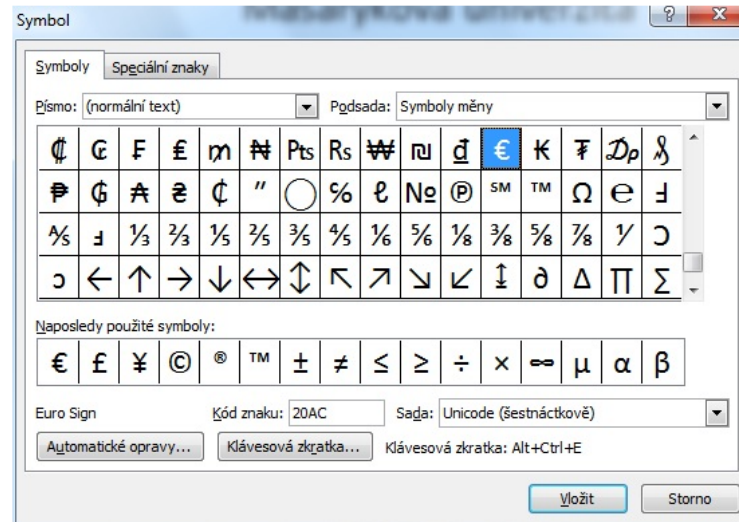 Masarykova univerzita
Symbol
Symboly Speciální znaky
Písmo: (normální text) Podsada: Symboly měny
₡ ₢ ₣ ₤ ₥ ₦ ₧ ₨ ₩ ₪ ₫ € ₭ ₮ ₯ ₰
₱ ₲ ₳ ₴ ₵ ″ ⃝ ℅ ℓ № ℗ ℠ ™ Ω ℮ Ⅎ
⅍ ⅎ ⅓ ⅔ ⅕ ⅖ ⅗ ⅘ ⅙ ⅚ ⅛ ⅜ ⅝ ⅞ ⅟ Ↄ
ↄ ← ↑ → ↓ ↔ ↕ ↖ ↗ ↘ ↙ ↨ ∂ ∆ ∏ ∑
Naposledy použité symboly:
€ £ ¥ © ® ™ ± ≠ ≤ ≥ ÷ × ∞ µ α β
Euro Sign Kód znaku: 20AC Sada: Unicode (šestnáctkově)
Automatické opravy... Klávesová zkratka... Klávesová zkratka: Alt+Ctrl+E
Vložit Storno